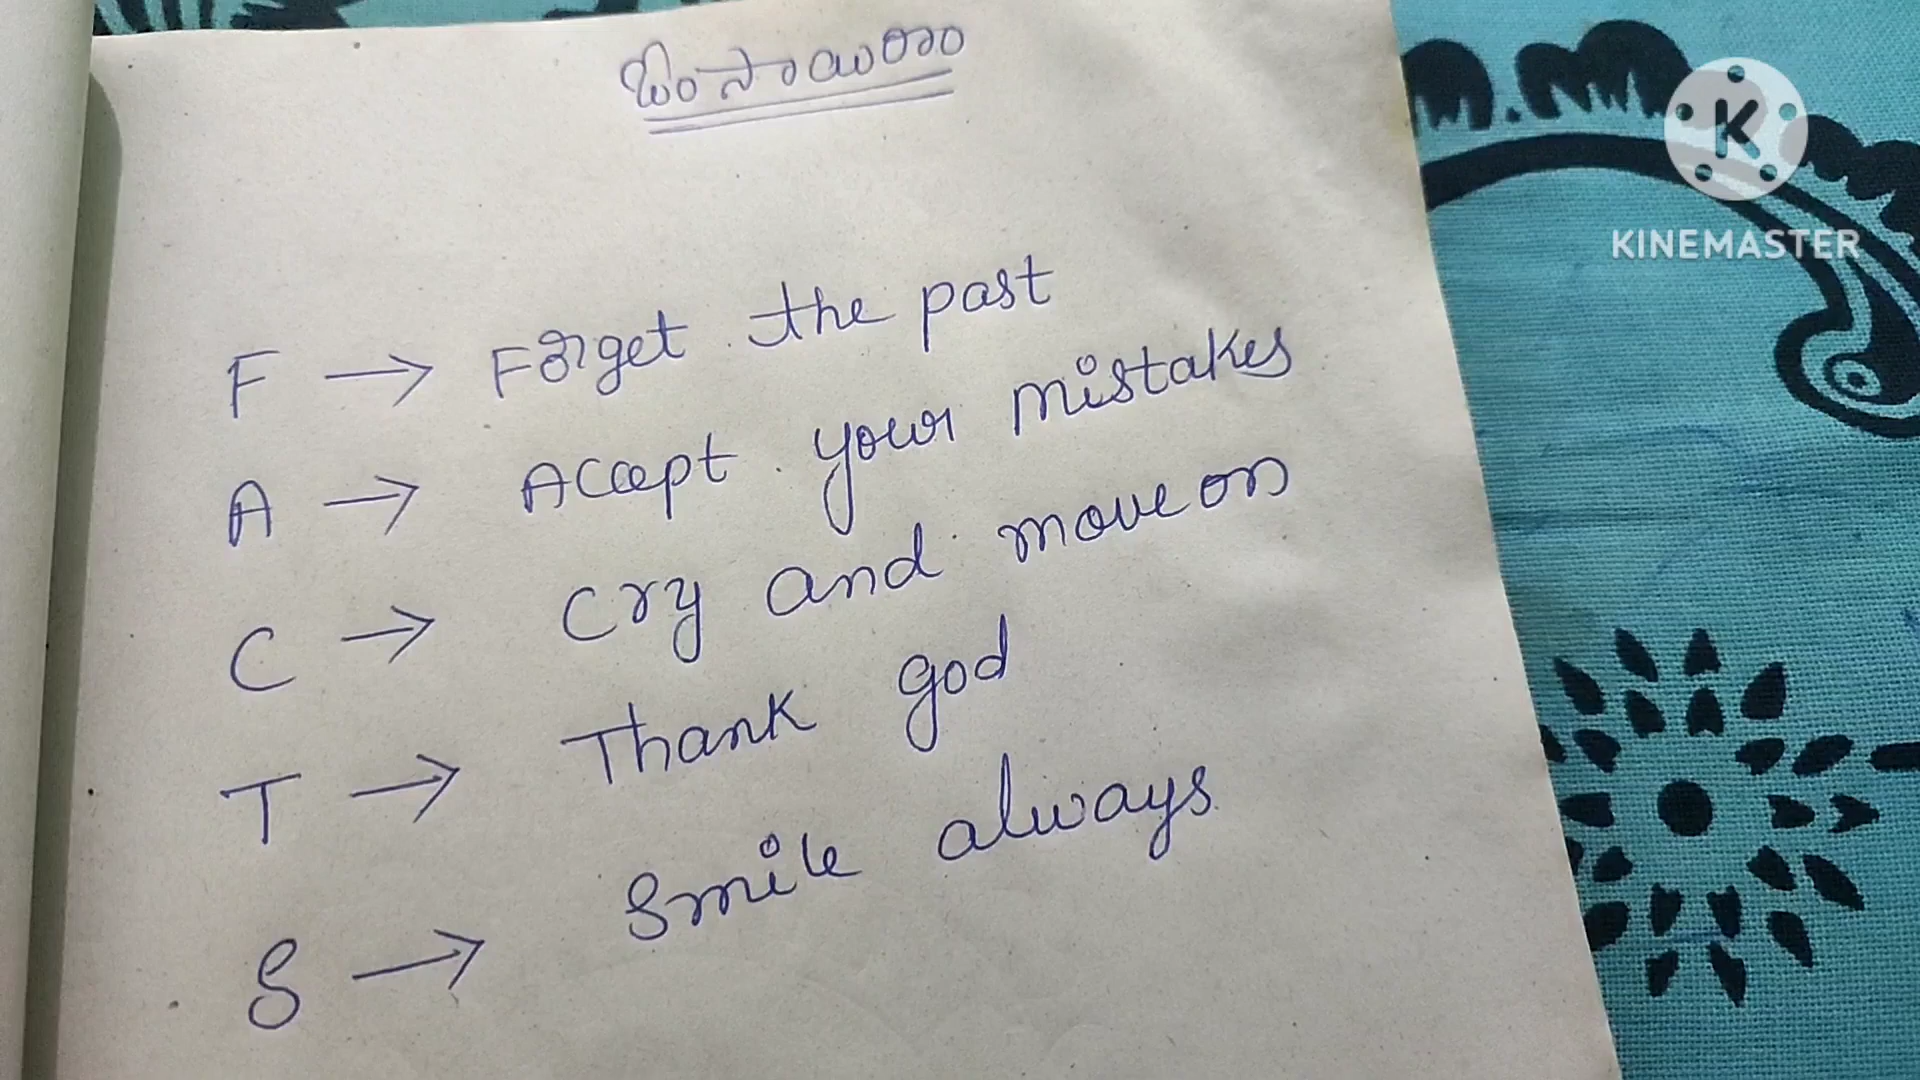 ఓం సాయిరాం
KINEMASTER
F → Forget the past
A → Accept your mistakes
C → Cry and move on
T → Thank god
S → Smile always